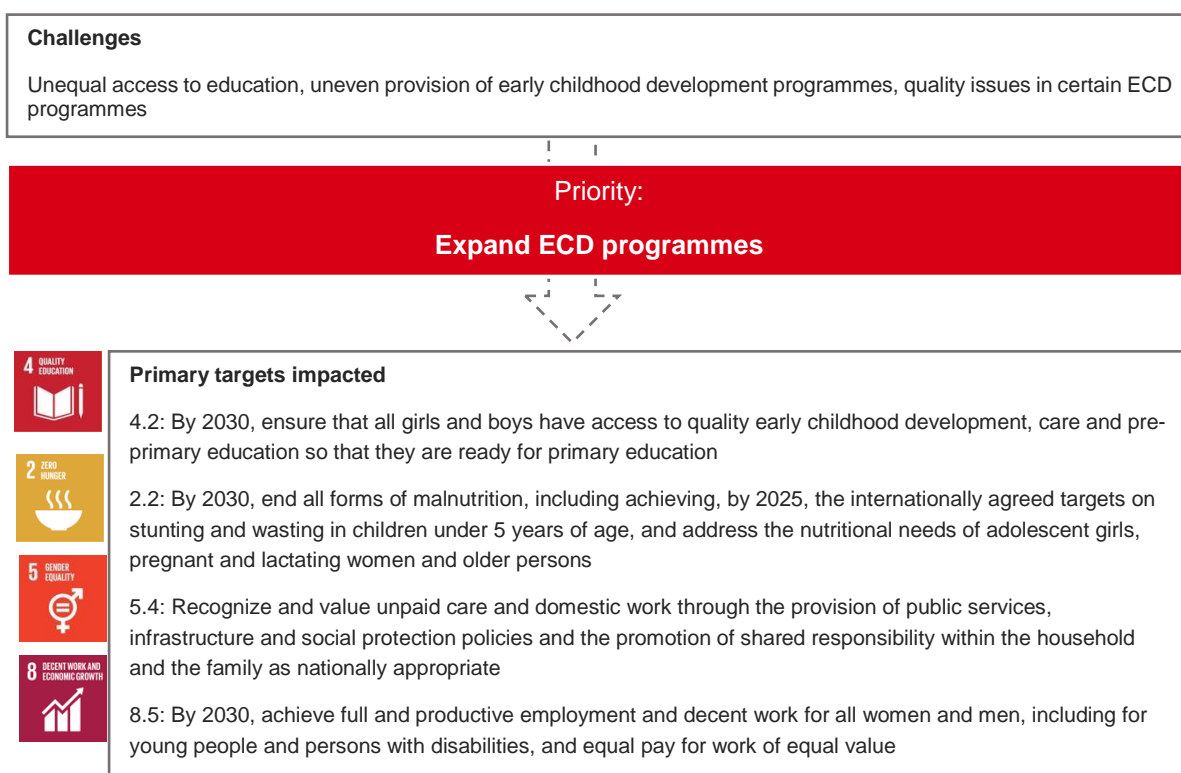 Challenges
Unequal access to education, uneven provision of early childhood development programmes, quality issues in certain ECD
programmes
Priority:
Expand ECD programmes
4 QUALITY
EDUCATION
2 ZERO
HUNGER
5 GENDER
EQUALITY
8 DECENT WORK AND
ECONOMIC GROWTH
Primary targets impacted
4.2: By 2030, ensure that all girls and boys have access to quality early childhood development, care and pre-
primary education so that they are ready for primary education
2.2: By 2030, end all forms of malnutrition, including achieving, by 2025, the internationally agreed targets on
stunting and wasting in children under 5 years of age, and address the nutritional needs of adolescent girls,
pregnant and lactating women and older persons
5.4: Recognize and value unpaid care and domestic work through the provision of public services,
infrastructure and social protection policies and the promotion of shared responsibility within the household
and the family as nationally appropriate
8.5: By 2030, achieve full and productive employment and decent work for all women and men, including for
young people and persons with disabilities, and equal pay for work of equal value